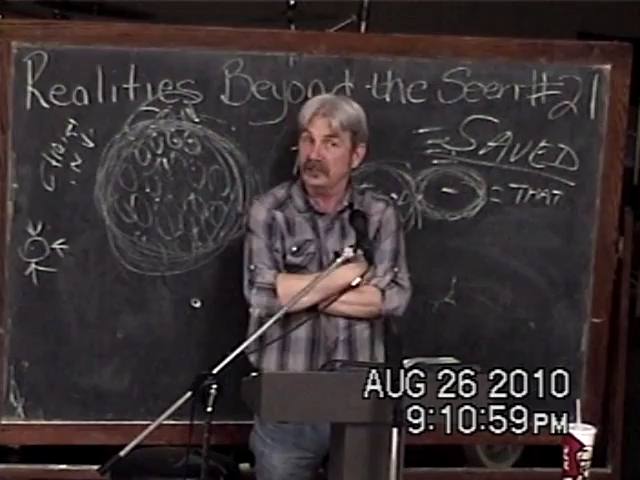 Realities Beyond the Seen #21
= SAVED
= THAT
AUG 26 2010
9:10:59PM